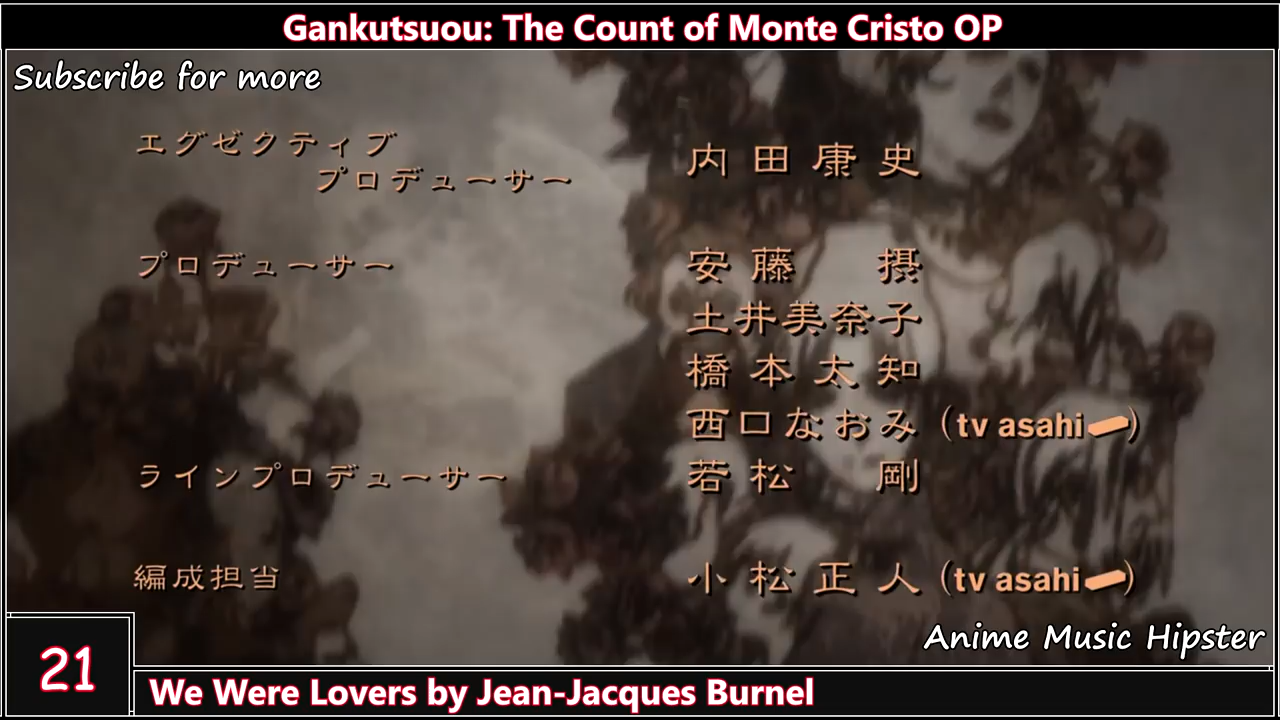 Gankutsuou: The Count of Monte Cristo OP
Subscribe for more
エグゼクティブ
プロデューサー 内田康史
プロデューサー 安藤 摂
土井美奈子
橋本太知
西口なおみ (tv asahi)
ラインプロデューサー 若松 剛
編成担当 小松正人 (tv asahi)
Anime Music Hipster
21
We Were Lovers by Jean-Jacques Burnel